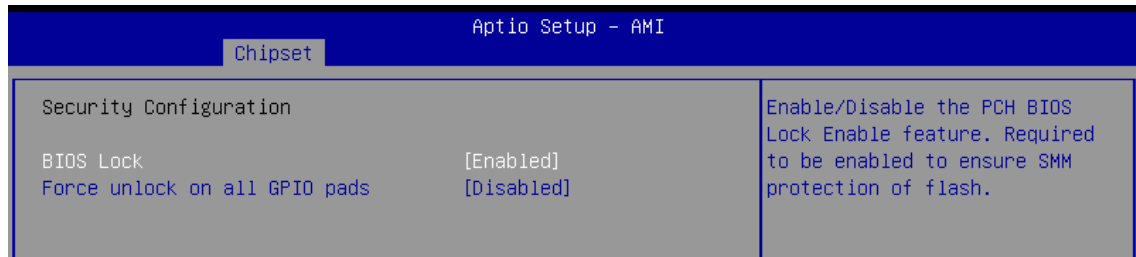 Aptio Setup – AMI
Chipset
Security Configuration
BIOS Lock [Enabled]
Force unlock on all GPIO pads [Disabled]
Enable/Disable the PCH BIOS
Lock Enable feature. Required
to be enabled to ensure SMM
protection of flash.